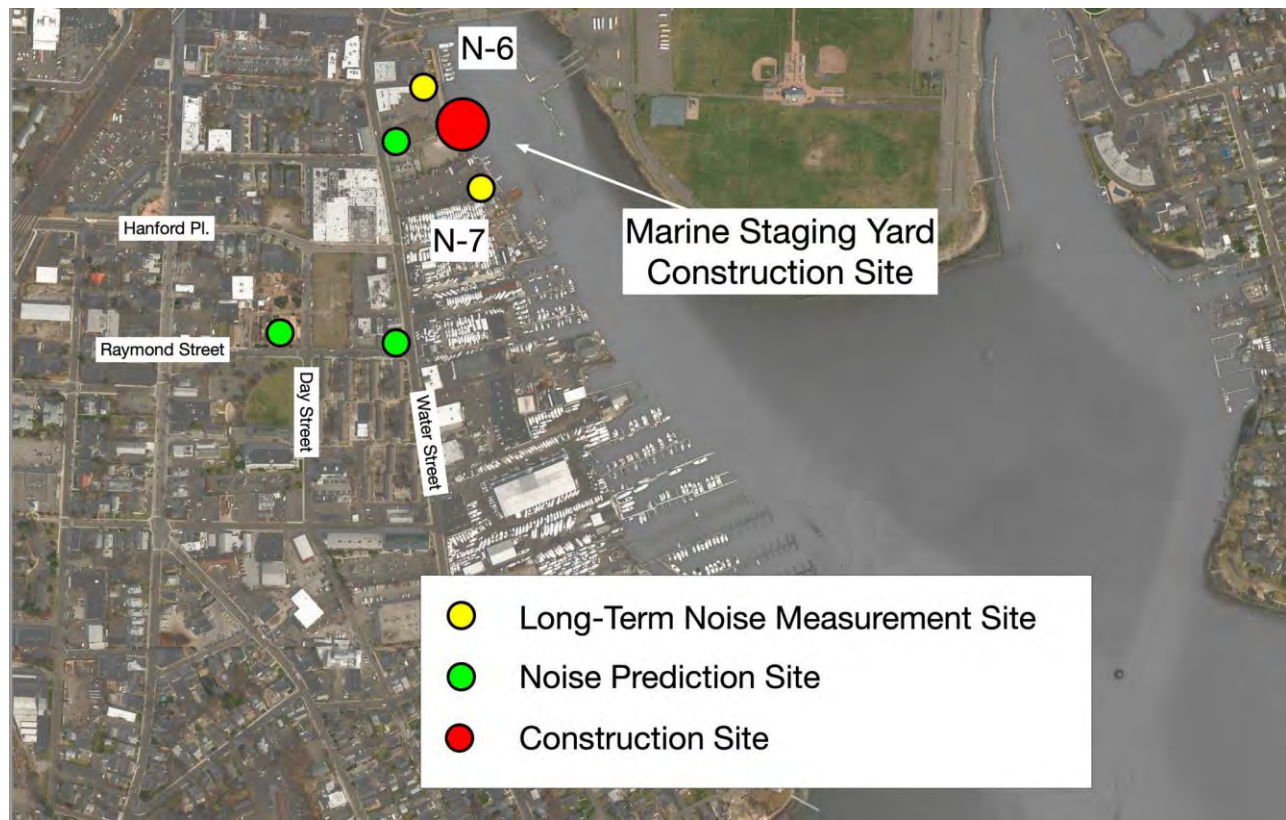 N-6
N-7
Marine Staging Yard
Construction Site
Hanford Pl.
Raymond Street
Day Street
Water Street
Long-Term Noise Measurement Site
Noise Prediction Site
Construction Site